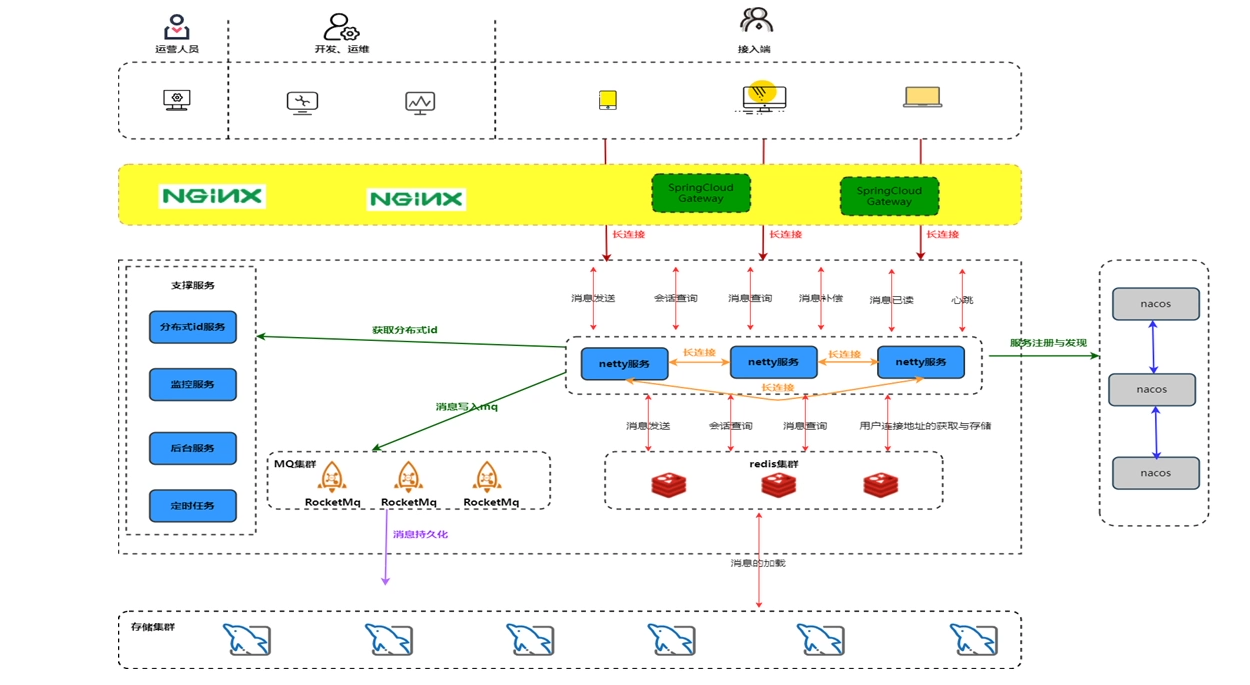 运营人员
开发、运维
接入端
NGiNX
NGiNX
SpringCloud
Gateway
SpringCloud
Gateway
长连接
长连接
长连接
支撑服务
分布式id服务
监控服务
后台服务
定时任务
消息发送
会话查询
消息查询
消息补偿
消息已读
心跳
获取分布式id
netty服务
长连接
netty服务
长连接
netty服务
长连接
服务注册与发现
消息写入mq
消息发送
会话查询
消息查询
用户连接地址的获取与存储
MQ集群
RocketMq
RocketMq
RocketMq
redis集群
消息持久化
消息的加载
nacos
nacos
nacos
存储集群